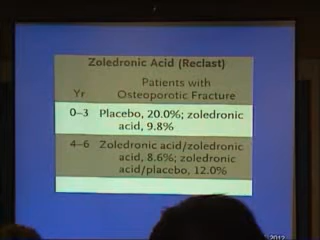 Zoledronic Acid (Reclast)
Patients with
Yr Osteoporotic Fracture
0–3 Placebo, 20.0%; zoledronic
acid, 9.8%
4–6 Zoledronic acid/zoledronic
acid, 8.6%; zoledronic
acid/placebo, 12.0%
2012